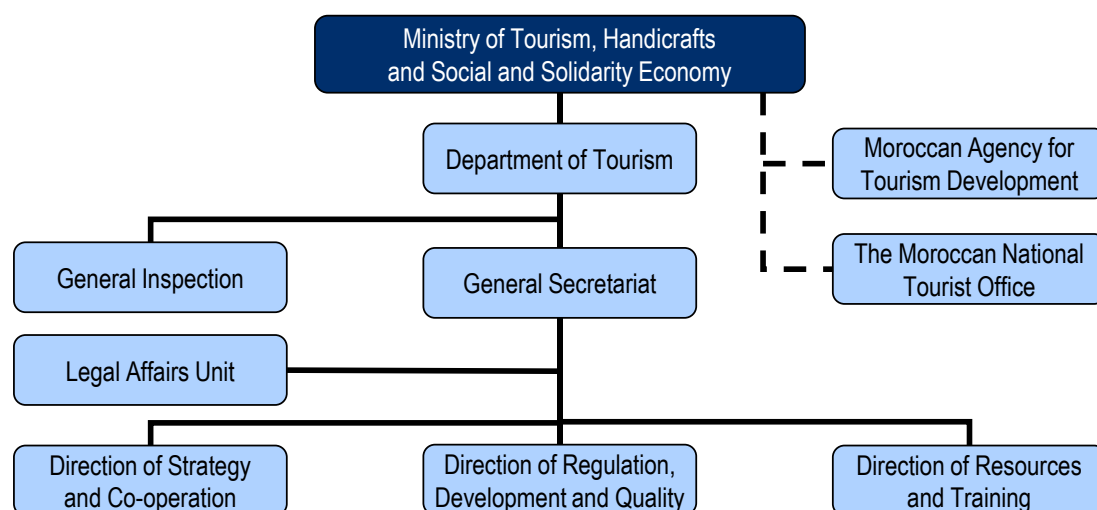 Ministry of Tourism, Handicrafts
and Social and Solidarity Economy
Department of Tourism
Moroccan Agency for
Tourism Development
General Inspection
General Secretariat
The Moroccan National
Tourist Office
Legal Affairs Unit
Direction of Strategy
and Co-operation
Direction of Regulation,
Development and Quality
Direction of Resources
and Training